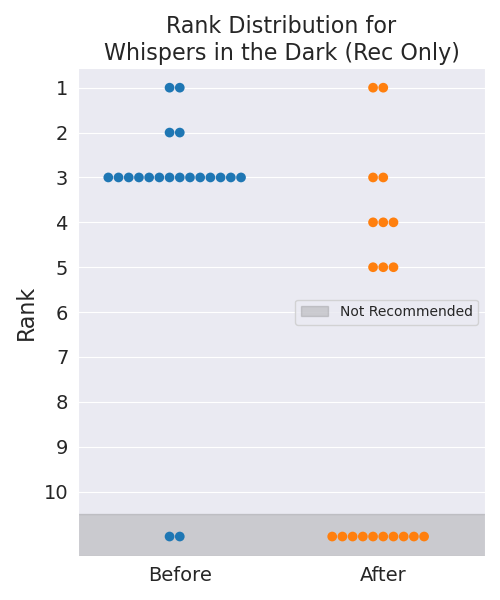 Rank Distribution for
Whispers in the Dark (Rec Only)
Rank
1
2
3
4
5
6
7
8
9
10
Not Recommended
Before
After